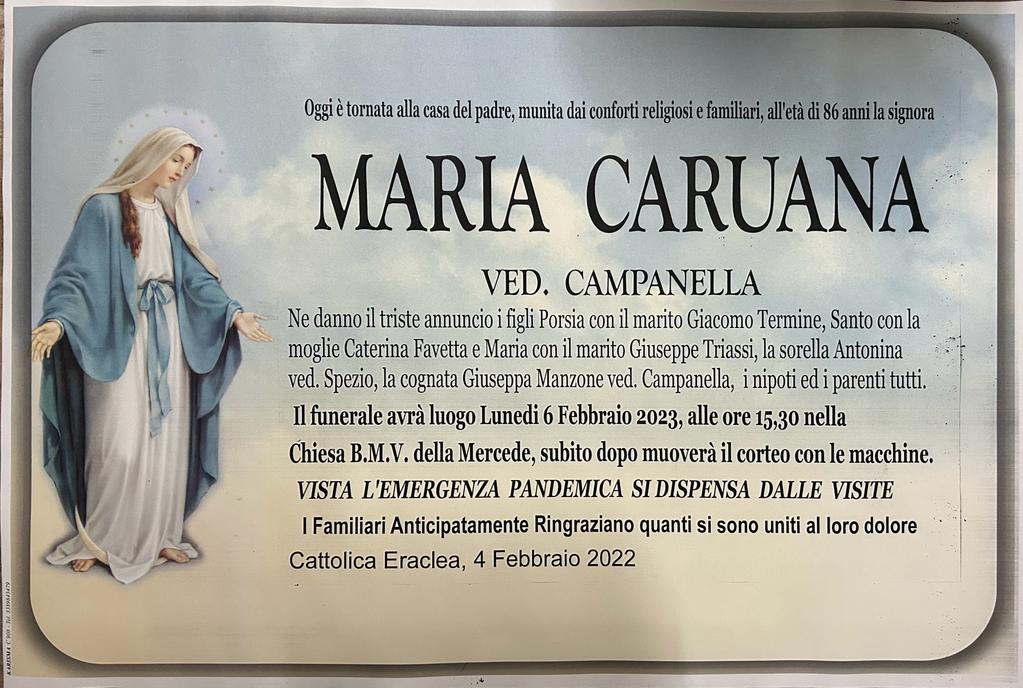 Oggi è tornata alla casa del padre, munita dai conforti religiosi e familiari, all'età di 86 anni la signora
MARIA CARUANA
VED. CAMPANELLA
Ne danno il triste annuncio i figli Porsia con il marito Giacomo Termine, Santo con la
moglie Caterina Favetta e Maria con il marito Giuseppe Triassi, la sorella Antonina
ved. Spezio, la cognata Giuseppa Manzone ved. Campanella, i nipoti ed i parenti tutti.
Il funerale avrà luogo Lunedi 6 Febbraio 2023, alle ore 15,30 nella
Chiesa B.M.V. della Mercede, subito dopo muoverà il corteo con le macchine.
VISTA L'EMERGENZA PANDEMICA SI DISPENSA DALLE VISITE
I Familiari Anticipatamente Ringraziano quanti si sono uniti al loro dolore
Cattolica Eraclea, 4 Febbraio 2022
KARISMA